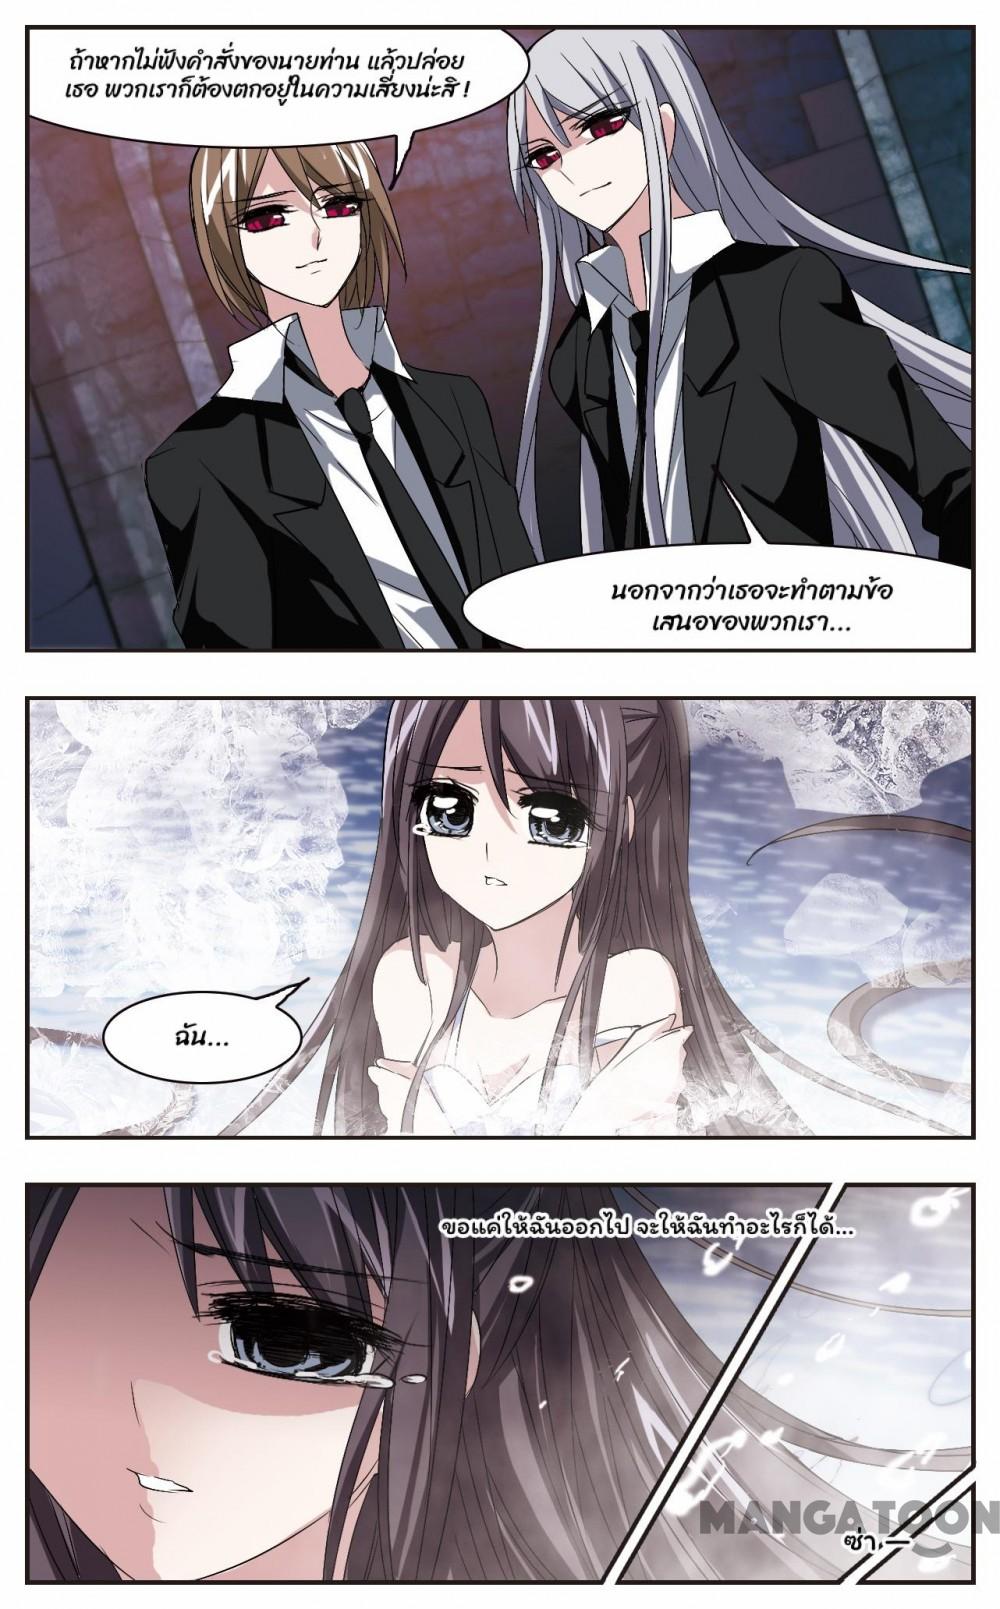 ถ้าหากไม่ฟังคำสั่งของนายท่าน แล้วปล่อย
เธอ พวกเราก็ต้องตกอยู่ในความเสี่ยงน่ะสิ !
นอกจากว่าเธอจะทำตามข้อ
เสนอของพวกเรา...
ฉัน...
ขอแค่ให้ฉันออกไป จะให้ฉันทำอะไรก็ได้...
MANGATOON
ซ่า —